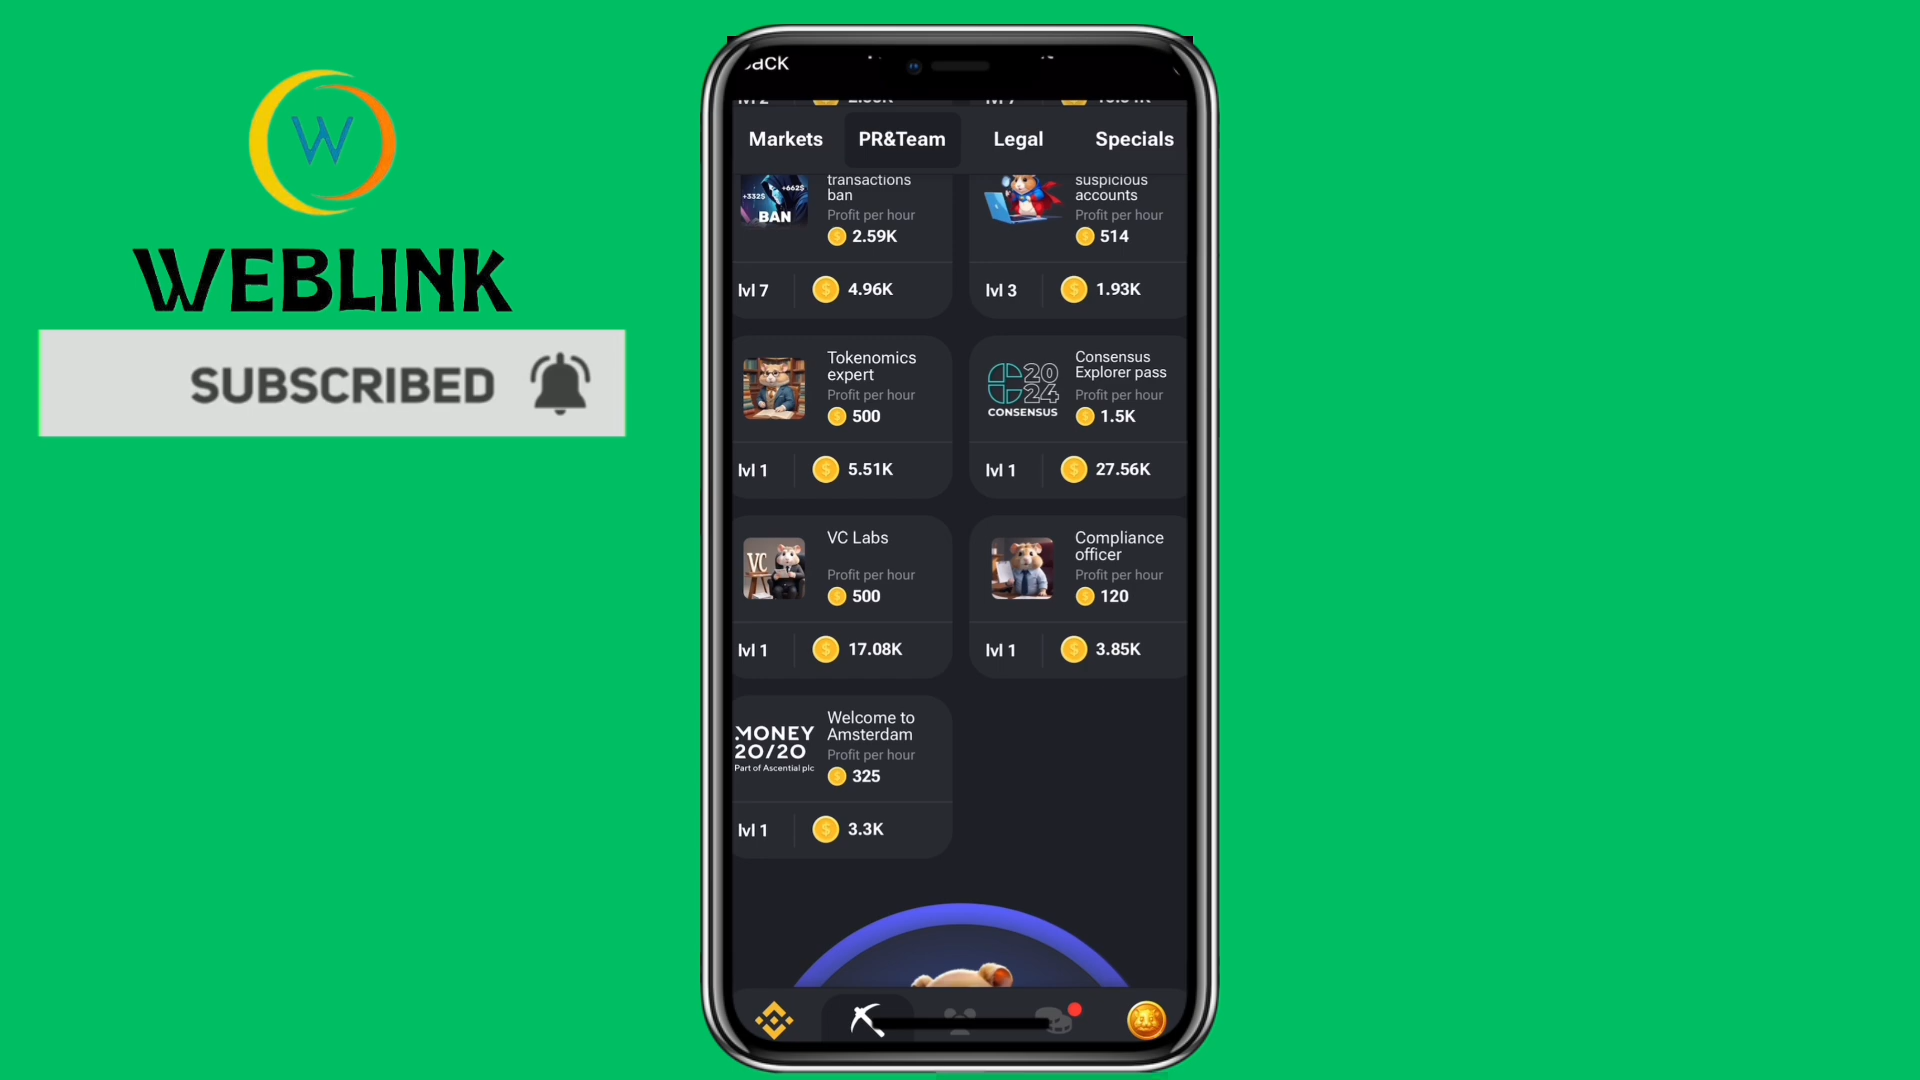 W
WEBLINK
SUBSCRIBED
Markets PR&Team Legal Specials
+332$ +662$
BAN
transactions
ban
Profit per hour
2.59K
lvl 7 4.96K
suspicious
accounts
Profit per hour
514
lvl 3 1.93K
Tokenomics
expert
Profit per hour
500
lvl 1 5.51K
2024
CONSENSUS
Consensus
Explorer pass
Profit per hour
1.5K
lvl 1 27.56K
VC
VC Labs
Profit per hour
500
lvl 1 17.08K
Compliance
officer
Profit per hour
120
lvl 1 3.85K
MONEY
20/20
Part of Ascential plc
Welcome to
Amsterdam
Profit per hour
325
lvl 1 3.3K